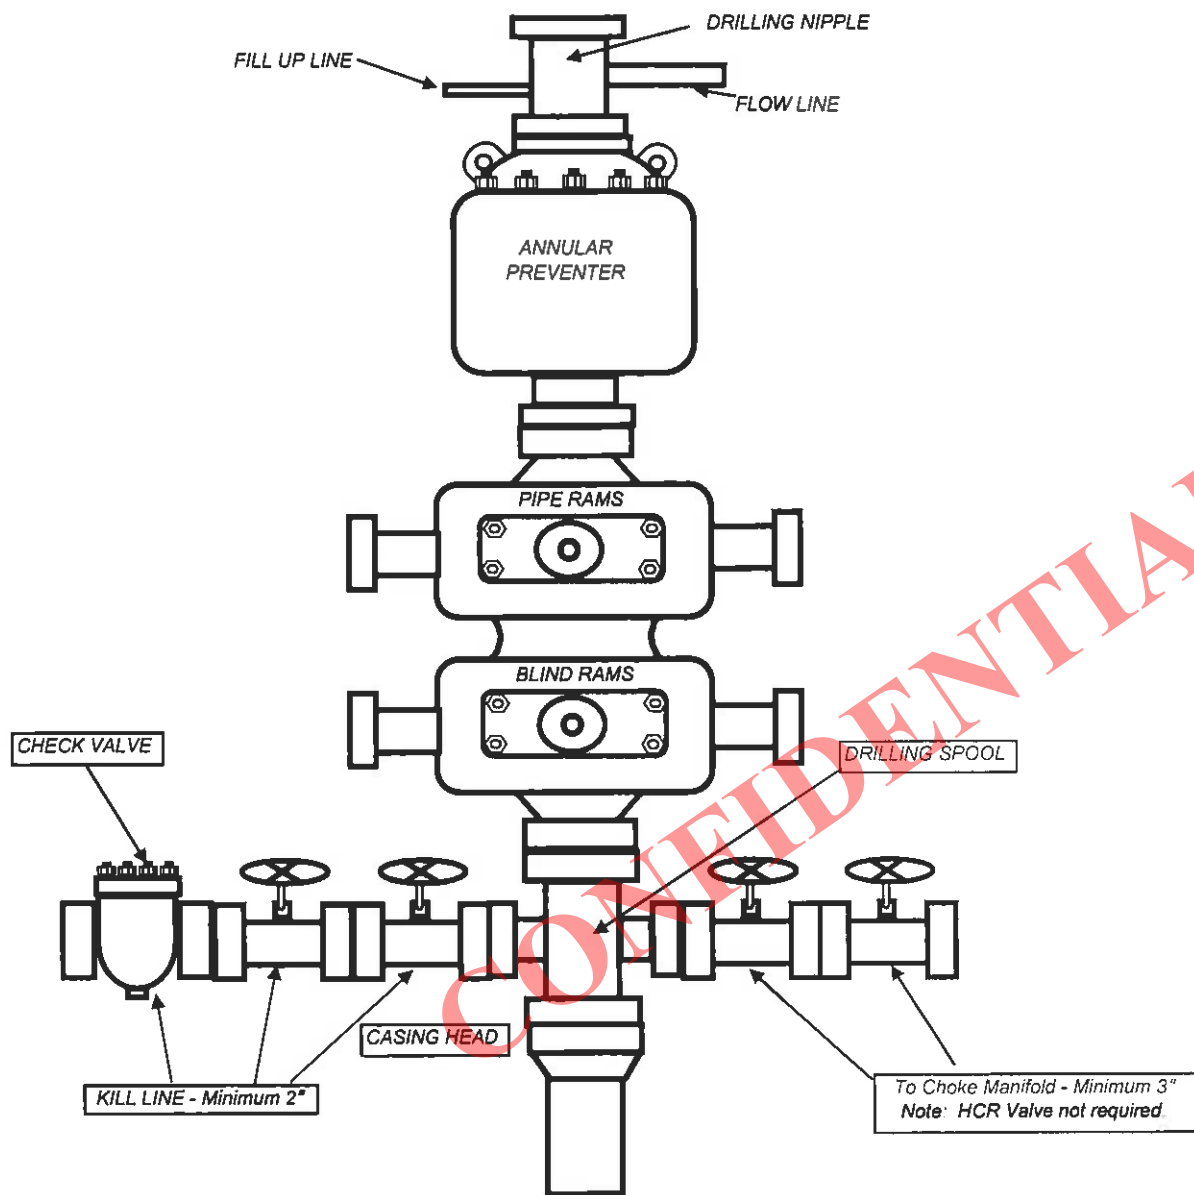 DRILLING NIPPLE
FILL UP LINE
FLOW LINE
ANNULAR
PREVENTER
PIPE RAMS
BLIND RAMS
CHECK VALVE
DRILLING SPOOL
CONFIDENTIAL
CASING HEAD
KILL LINE - Minimum 2"
To Choke Manifold - Minimum 3"
Note: HCR Valve not required